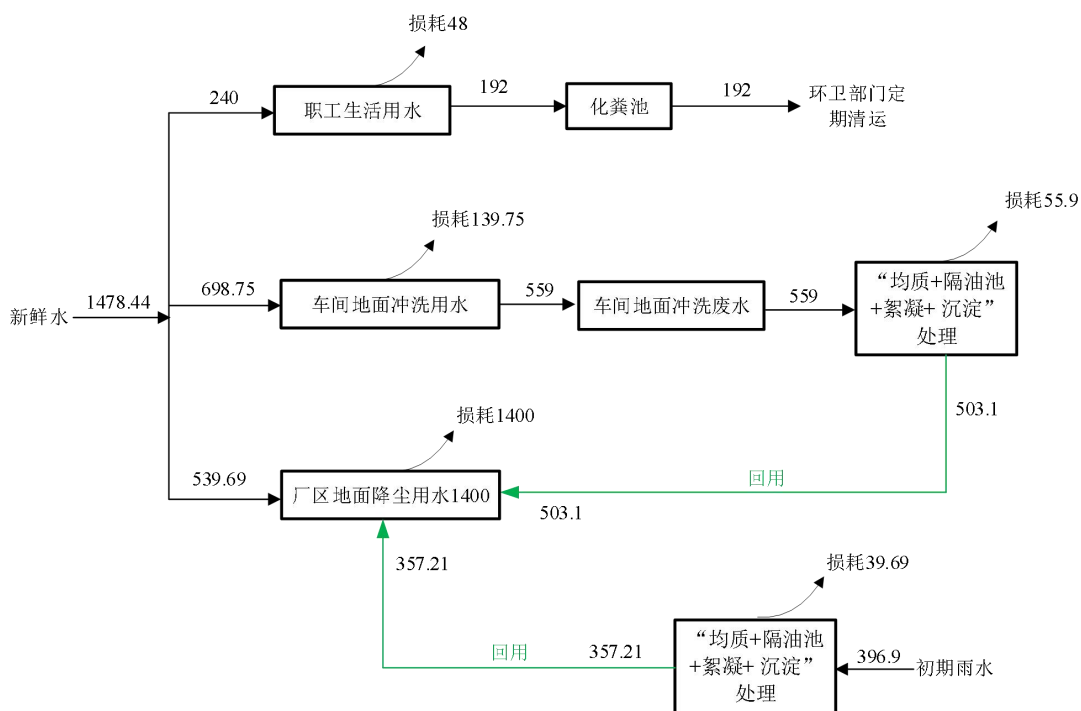 损耗48
240
职工生活用水
192
化粪池
192
环卫部门定
期清运
损耗139.75
损耗55.9
新鲜水
1478.44
698.75
车间地面冲洗用水
559
车间地面冲洗废水
559
“均质+隔油池
+絮凝+ 沉淀”
处理
503.1
损耗1400
539.69
厂区地面降尘用水1400
回用
503.1
357.21
损耗39.69
回用
357.21
“均质+隔油池
+絮凝+ 沉淀”
处理
396.9
初期雨水